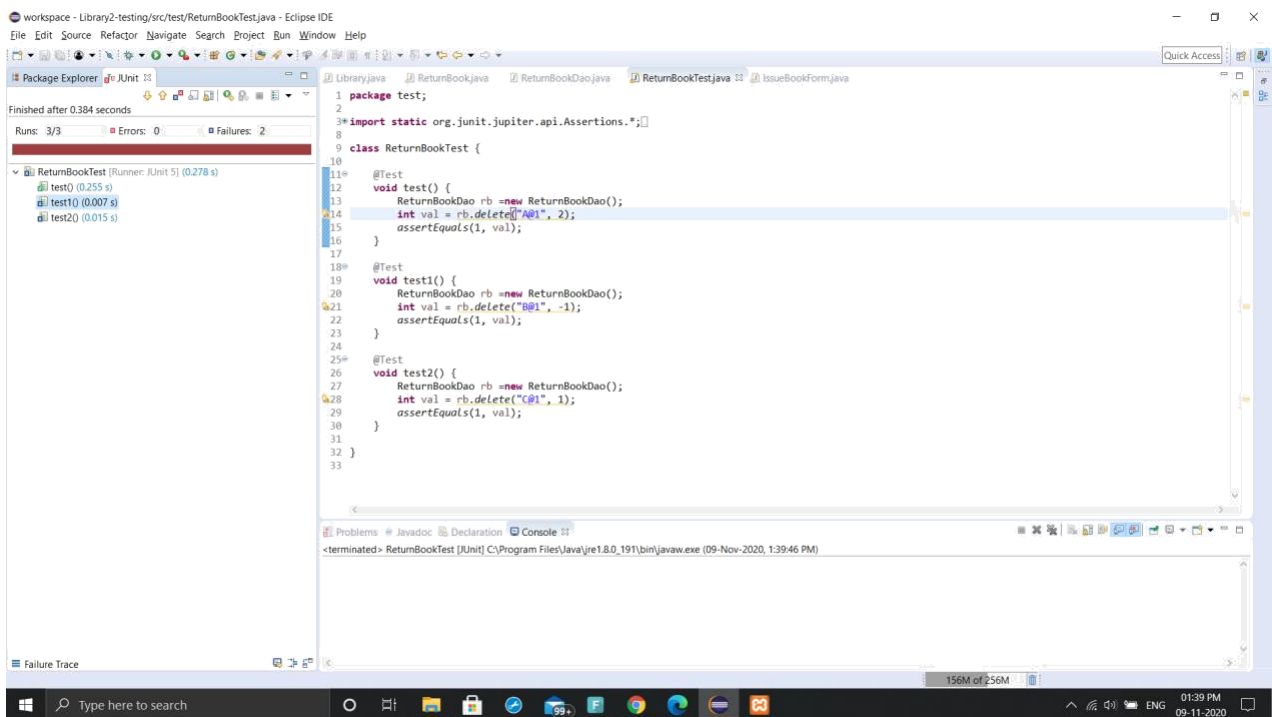 workspace - Library2-testing/src/test/ReturnBookTest.java - Eclipse IDE
File Edit Source Refactor Navigate Search Project Run Window Help
Quick Access
Package Explorer JUnit
Finished after 0.384 seconds
Runs: 3/3 Errors: 0 Failures: 2
ReturnBookTest [Runner: JUnit 5] (0.278 s)
test() (0.255 s)
test1() (0.007 s)
test2() (0.015 s)
Failure Trace
Library.java ReturnBook.java ReturnBookDao.java ReturnBookTest.java IssueBookForm.java
1 package test;
2
3 import static org.junit.jupiter.api.Assertions.*;
8
9 class ReturnBookTest {
10
11 @Test
12 void test() {
13 ReturnBookDao rb =new ReturnBookDao();
14 int val = rb.delete("A@1", 2);
15 assertEquals(1, val);
16 }
17
18 @Test
19 void test1() {
20 ReturnBookDao rb =new ReturnBookDao();
21 int val = rb.delete("B@1", -1);
22 assertEquals(1, val);
23 }
24
25 @Test
26 void test2() {
27 ReturnBookDao rb =new ReturnBookDao();
28 int val = rb.delete("C@1", 1);
29 assertEquals(1, val);
30 }
31
32 }
33
Problems Javadoc Declaration Console
<terminated> ReturnBookTest [JUnit] C:\Program Files\Java\jre1.8.0_191\bin\javaw.exe (09-Nov-2020, 1:39:46 PM)
156M of 256M
Type here to search
99+
F
ENG
01:39 PM
09-11-2020